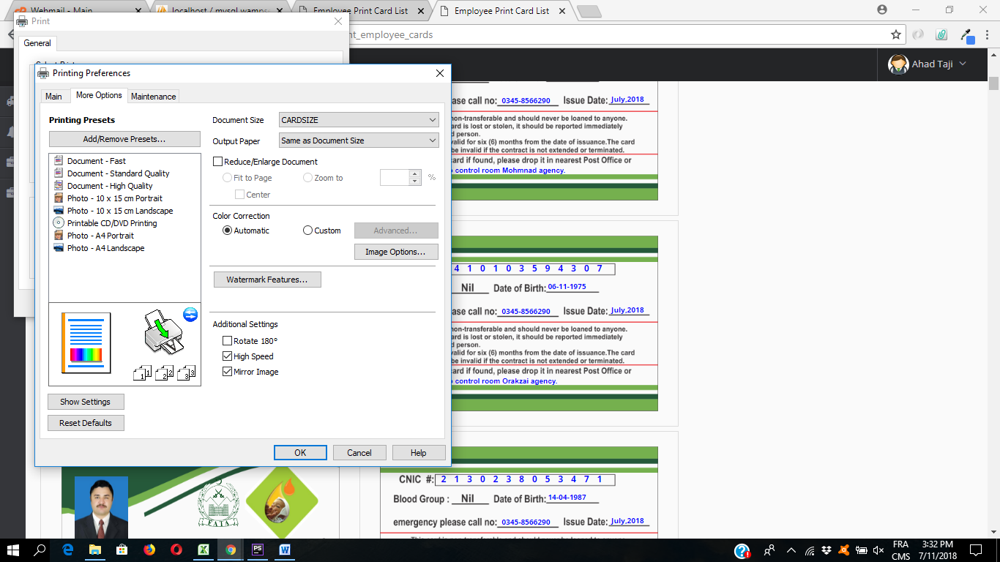 Webmail - Main
localhost / mysql wamps
Employee Print Card List
Employee Print Card List
Print
nt_employee_cards
General
Ahad Taji
Printing Preferences
Main
More Options
Maintenance
Printing Presets
Add/Remove Presets...
Document - Fast
Document - Standard Quality
Document - High Quality
Photo - 10 x 15 cm Portrait
Photo - 10 x 15 cm Landscape
Printable CD/DVD Printing
Photo - A4 Portrait
Photo - A4 Landscape
1 1 2 2 3 3
Show Settings
Reset Defaults
Document Size
CARDSIZE
Output Paper
Same as Document Size
Reduce/Enlarge Document
Fit to Page
Zoom to
%
Center
Color Correction
Automatic
Custom
Advanced...
Image Options...
Watermark Features...
Additional Settings
Rotate 180°
High Speed
Mirror Image
OK
Cancel
Help
ase call no: 0345-8566290 Issue Date: July,2018
non-transferable and should never be loaned to anyone.
ard is lost or stolen, it should be reported immediately
d person.
valid for six (6) months from the date of issuance.The card
be invalid if the contract is not extended or terminated.
ard if found, please drop it in nearest Post Office or
control room Mohmnad agency.
4 1 0 1 0 3 5 9 4 3 0 7
Nil Date of Birth: 06-11-1975
ase call no: 0345-8566290 Issue Date: July,2018
non-transferable and should never be loaned to anyone.
ard is lost or stolen, it should be reported immediately
d person.
valid for six (6) months from the date of issuance.The card
be invalid if the contract is not extended or terminated.
ard if found, please drop it in nearest Post Office or
control room Orakzai agency.
FATA
CNIC #: 2 1 3 0 2 3 8 0 5 3 4 7 1
Blood Group : Nil Date of Birth: 14-04-1987
emergency please call no: 0345-8566290 Issue Date: July,2018
PS
FRA
CMS
3:32 PM
7/11/2018